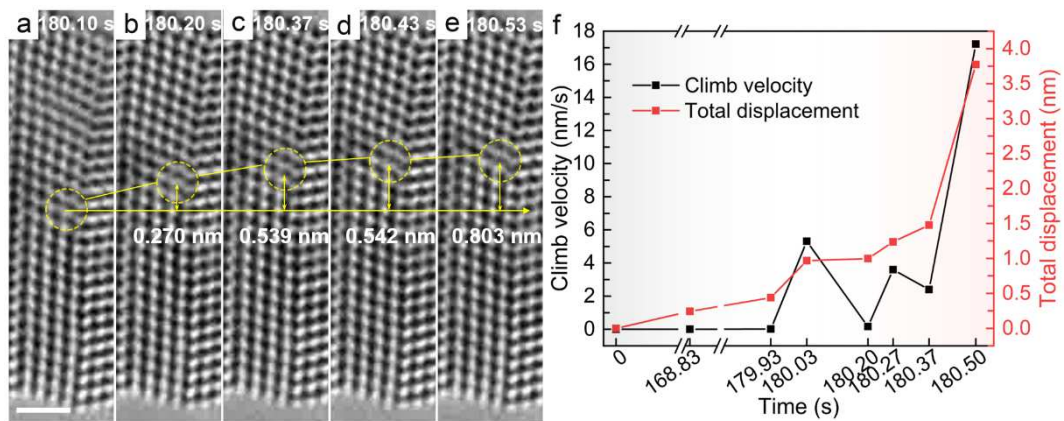 a 180.10 s
b 180.20 s
c 180.37 s
d 180.43 s
e 180.53 s
0.270 nm
0.539 nm
0.542 nm
0.803 nm
f
Climb velocity
Total displacement
Climb velocity (nm/s)
18
16
14
12
10
8
6
4
2
0
Total displacement (nm)
4.0
3.5
3.0
2.5
2.0
1.5
1.0
0.5
0.0
0
168.83
179.93
180.03
180.20
180.27
180.37
180.50
Time (s)